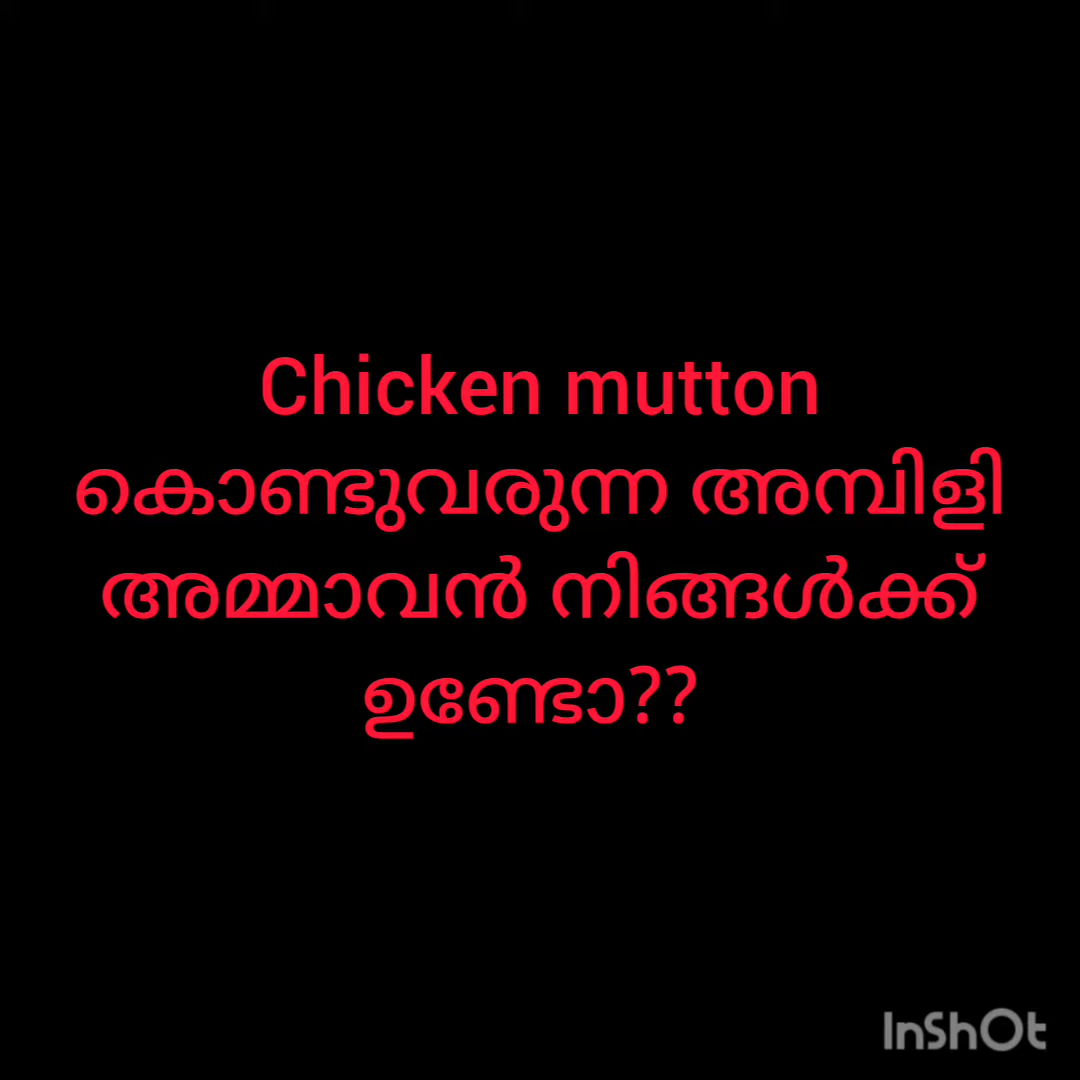 Chicken mutton
കൊണ്ടുവരുന്ന അമ്പിളി
അമ്മാവൻ നിങ്ങൾക്ക്
ഉണ്ടോ??
InShOt